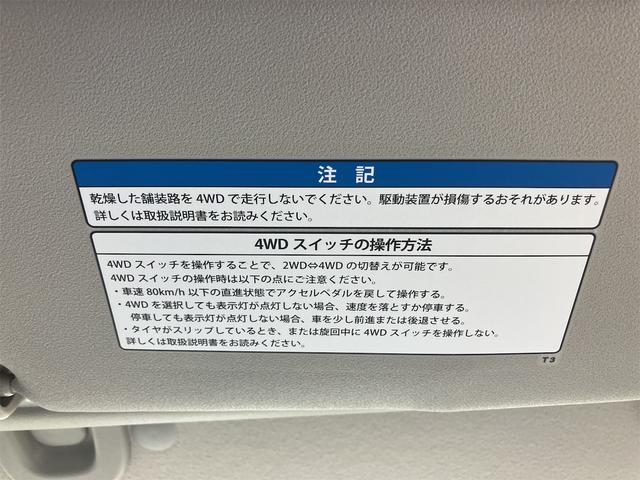 注記
乾燥した舗装路を4WDで走行しないでください。駆動装置が損傷するおそれがあります。
詳しくは取扱説明書をお読みください。
4WDスイッチの操作方法
4WDスイッチを操作することで、2WD⇔4WDの切替えが可能です。
4WDスイッチの操作時は以下の点にご注意ください。
・車速80km/h以下の直進状態でアクセルペダルを戻して操作する。
・4WDを選択しても表示灯が点灯しない場合、速度を落とすか停車する。
停車しても表示灯が点灯しない場合、車を少し前進または後退させる。
・タイヤがスリップしているとき、または旋回中に4WDスイッチを操作しない。
詳しくは取扱説明書をお読みください。
T3